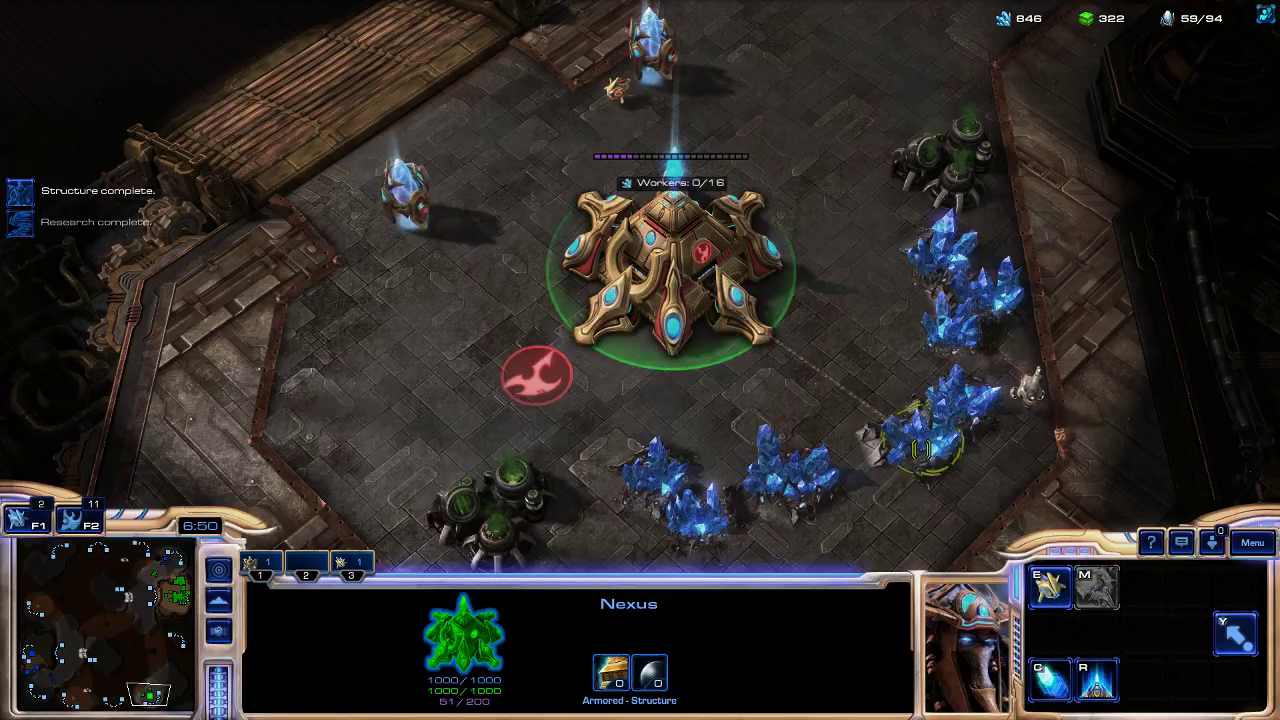 846 322 59/94
Workers: 0/16
Structure complete.
Research complete.
2 11
F1 F2
6:50
1 1
1 2 3
Nexus
1000/1000
1000/1000
51/200
0 0
Armored - Structure
? 0 Menu
E M
Y
C R